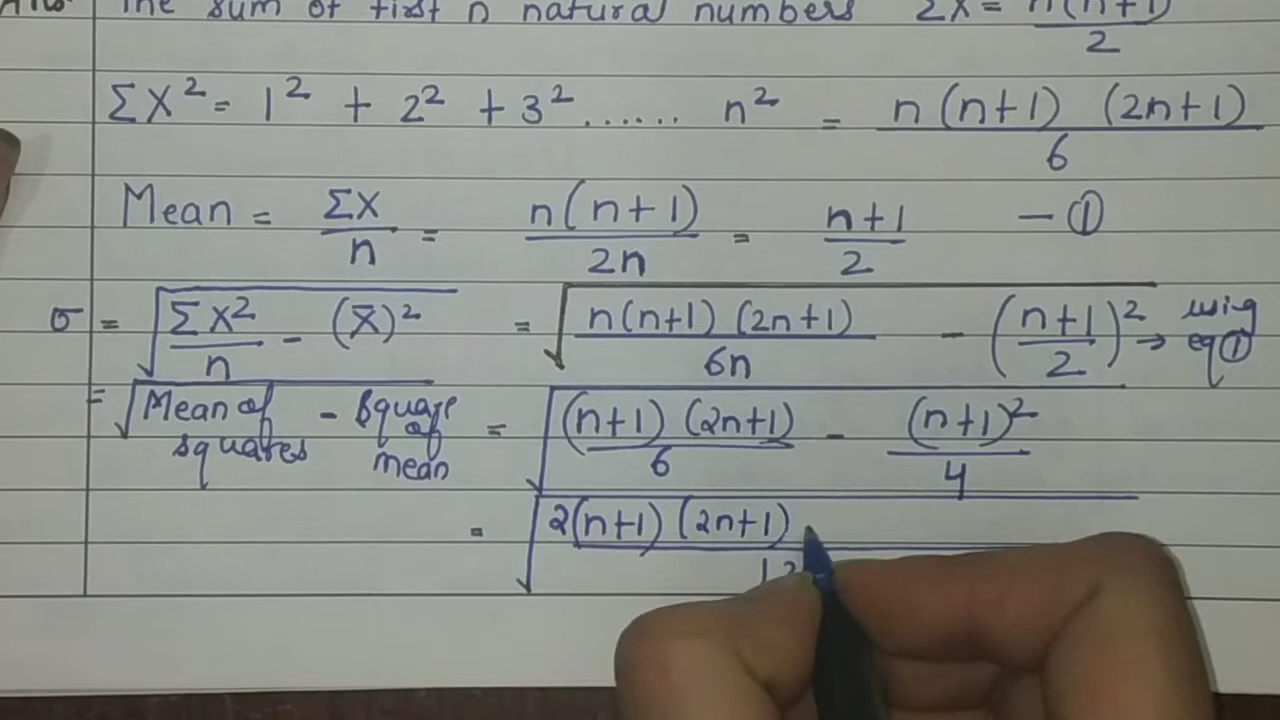 The sum of first n natural numbers ΣX = n(n+1)/2
ΣX² = 1² + 2² + 3² ...... n² = n(n+1) (2n+1)/6
Mean = ΣX/n = n(n+1)/2n = n+1/2 — ①
σ = √(ΣX²/n - (X̄)²) = √(n(n+1) (2n+1)/6n - (n+1/2)²) → using eq①
= √(Mean of squares - Square of mean) = √((n+1) (2n+1)/6 - (n+1)²/4)
= √(2(n+1) (2n+1)/12